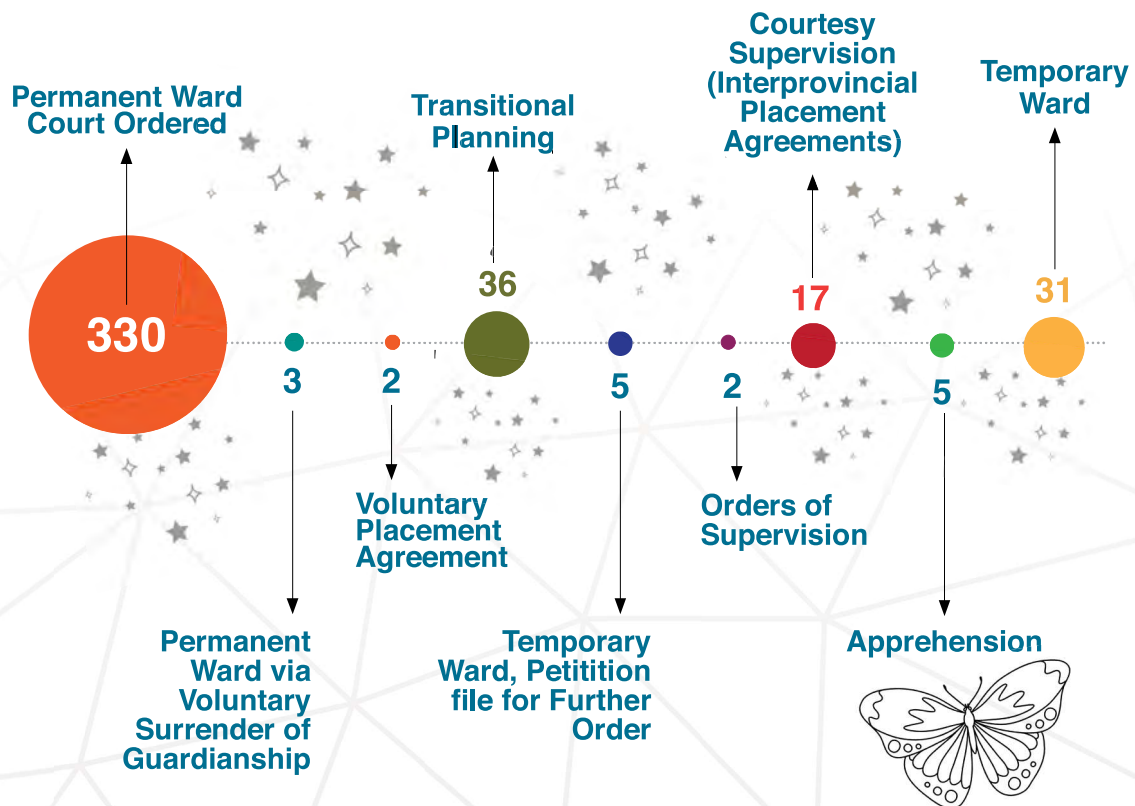 Permanent Ward
Court Ordered
330
3
Permanent
Ward via
Voluntary
Surrender of
Guardianship
2
Voluntary
Placement
Agreement
Transitional
Planning
36
5
Temporary
Ward, Petitition
file for Further
Order
2
Orders of
Supervision
Courtesy
Supervision
(Interprovincial
Placement
Agreements)
17
5
Apprehension
Temporary
Ward
31